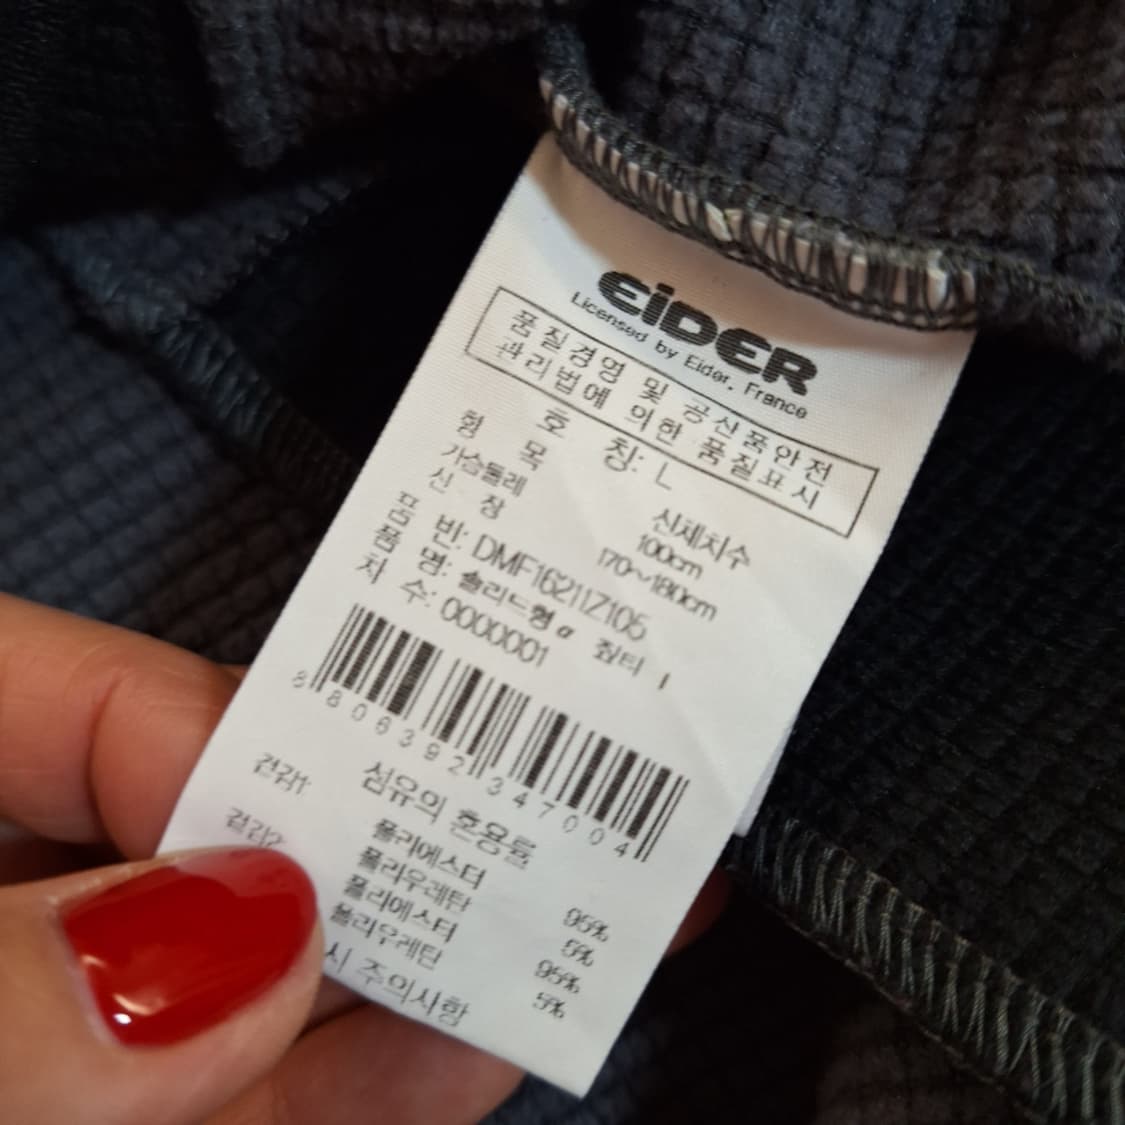 EiDER
Licensed by Eider, France
품질경영 및 공산품안전
관리법에 의한 품질표시
호 칭: L
항 목 신체치수
가슴둘레 100cm
신 장 170~180cm
품 번: DMF16211Z105
품 명: 솔리드형 집티 1
차 수: 0000001
8 806392 347004
섬유의 혼용률
겉감1: 폴리에스터 95%
폴리우레탄 5%
겉감2 폴리에스터 95%
폴리우레탄 5%
시 주의사항